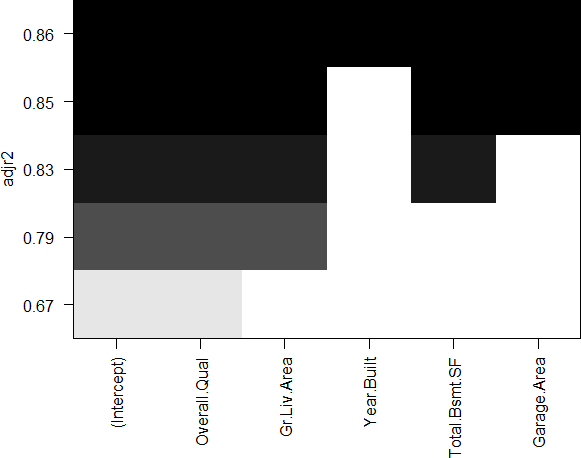 adjr2
0.86
0.85
0.83
0.79
0.67
(Intercept)
Overall.Qual
Gr.Liv.Area
Year.Built
Total.Bsmt.SF
Garage.Area